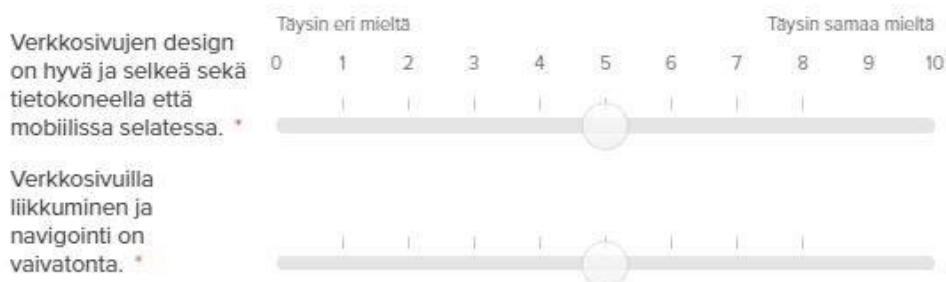 Täysin eri mieltä Täysin samaa mieltä
Verkkosivujen design
on hyvä ja selkeä sekä
tietokoneella että
mobiilissa selatessa. *
0 1 2 3 4 5 6 7 8 9 10
Verkkosivuilla
liikkuminen ja
navigointi on
vaivatonta. *